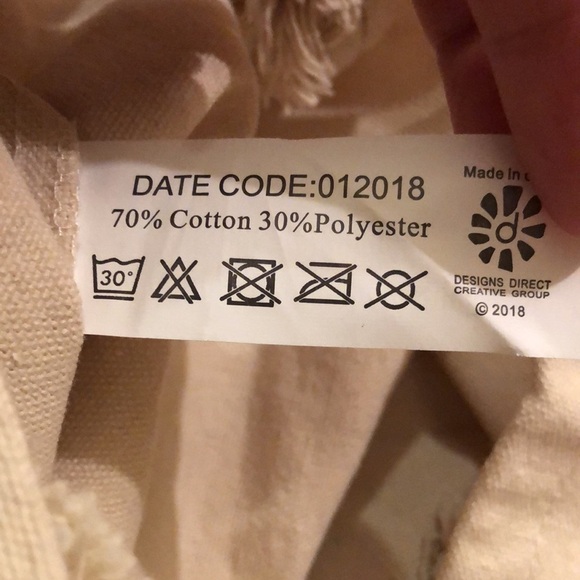 DATE CODE:012018
70% Cotton 30%Polyester
30°
Made in
d
DESIGNS DIRECT
CREATIVE GROUP
© 2018